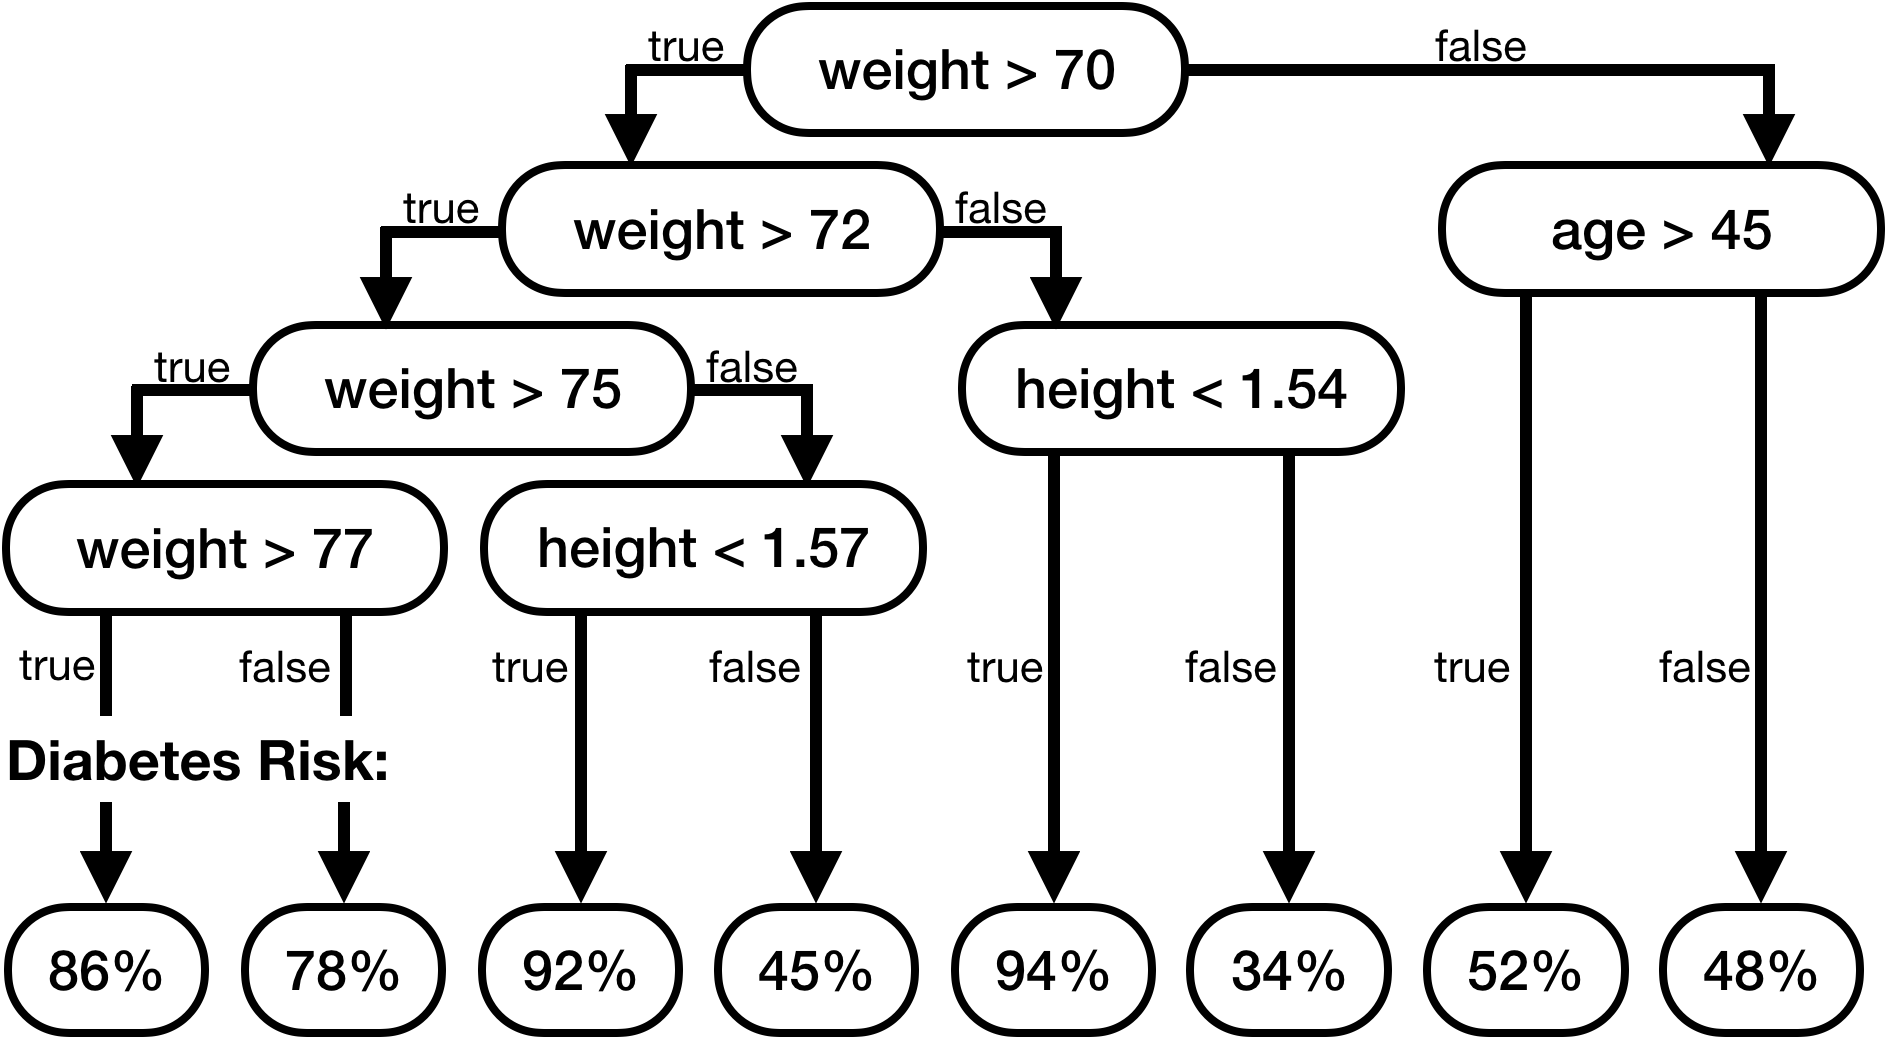 true
weight > 70
false
true
weight > 72
false
age > 45
true
weight > 75
false
height < 1.54
weight > 77
height < 1.57
true
false
true
false
true
false
true
false
Diabetes Risk:
86%
78%
92%
45%
94%
34%
52%
48%